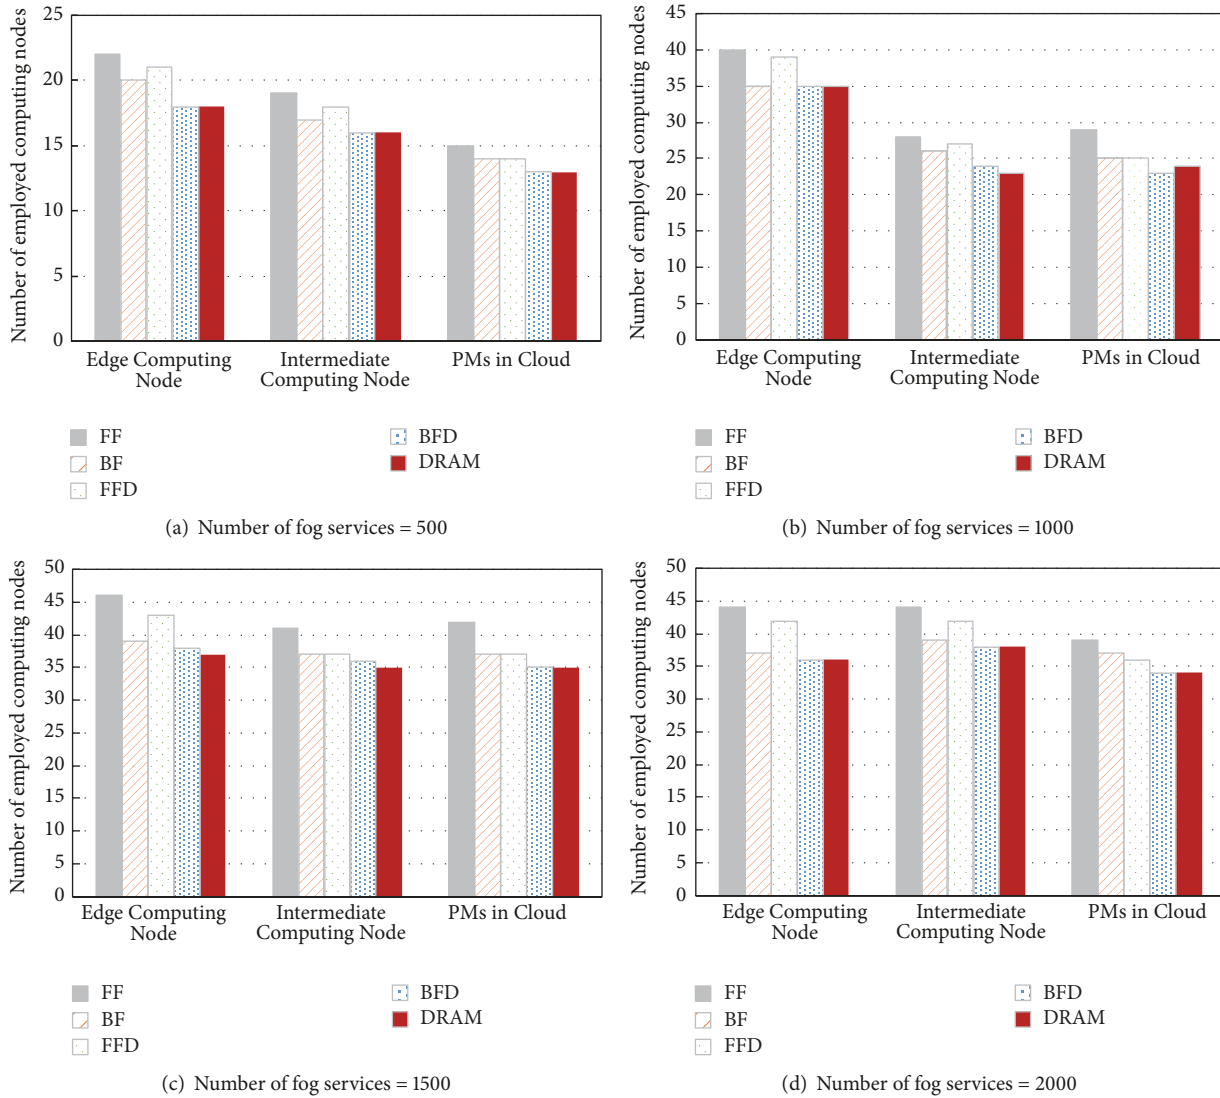 Number of employed computing nodes
25
20
15
10
5
0
Edge Computing
Node
Intermediate
Computing Node
PMs in Cloud
FF
BF
FFD
BFD
DRAM
(a) Number of fog services = 500
Number of employed computing nodes
45
40
35
30
25
20
15
10
5
0
Edge Computing
Node
Intermediate
Computing Node
PMs in Cloud
FF
BF
FFD
BFD
DRAM
(b) Number of fog services = 1000
Number of employed computing nodes
50
45
40
35
30
25
20
15
10
5
0
Edge Computing
Node
Intermediate
Computing Node
PMs in Cloud
FF
BF
FFD
BFD
DRAM
(c) Number of fog services = 1500
Number of employed computing nodes
50
45
40
35
30
25
20
15
10
5
0
Edge Computing
Node
Intermediate
Computing Node
PMs in Cloud
FF
BF
FFD
BFD
DRAM
(d) Number of fog services = 2000